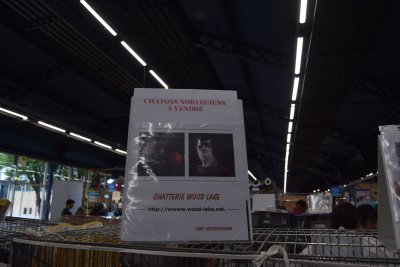 CHATONS NORVEGIENS
A VENDRE
CHATTERIE WOOD LAKE
http://www.wood-lake.net.